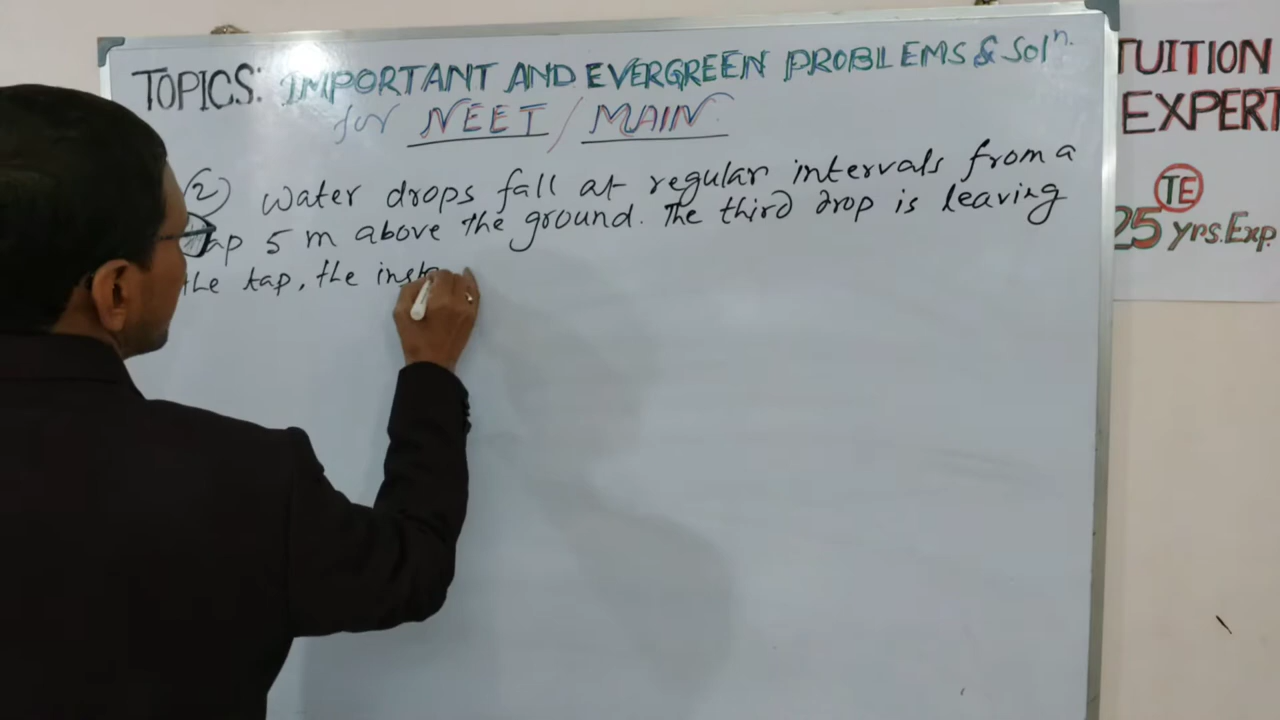 TOPICS: IMPORTANT AND EVERGREEN PROBLEMS & Solⁿ.
for NEET / MAIN
(2) Water drops fall at regular intervals from a
tap 5 m above the ground. The third drop is leaving
the tap, the
TUITION
EXPERT
TE
25 yrs. Exp.